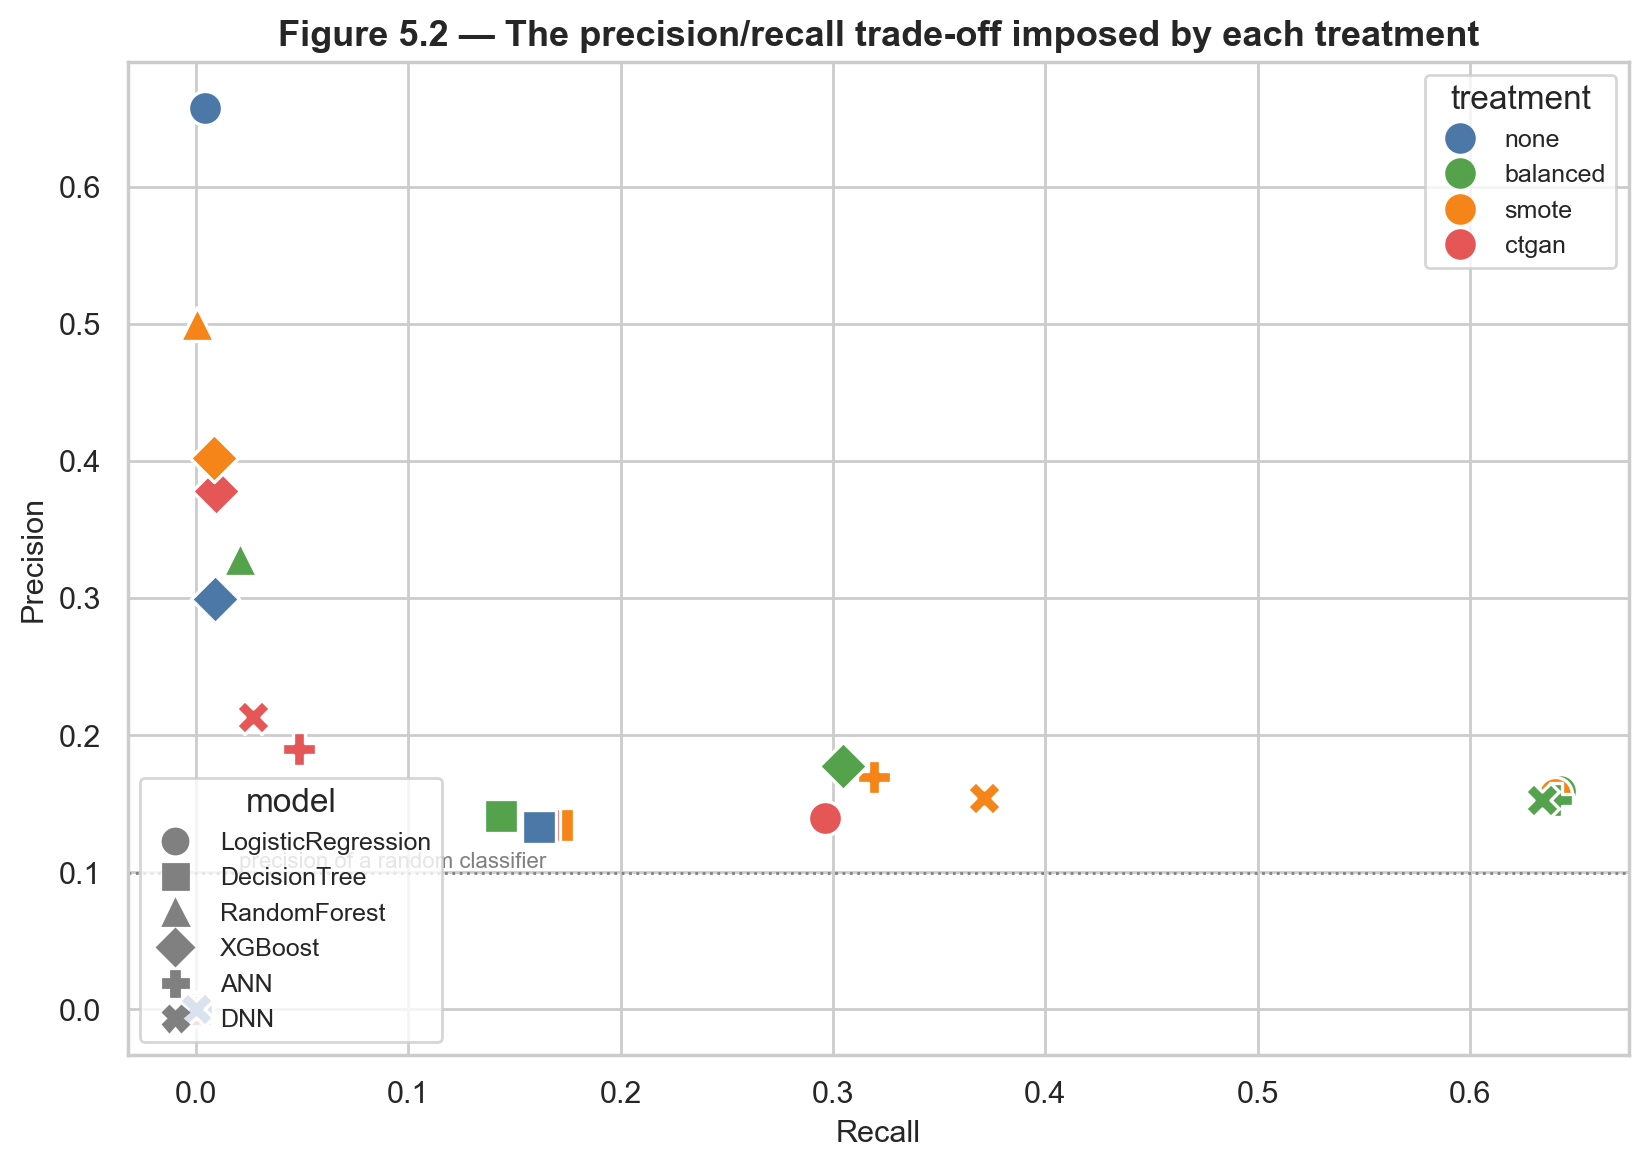 Figure 5.2 — The precision/recall trade-off imposed by each treatment
treatment
none
balanced
smote
ctgan
Precision
0.6
0.5
0.4
0.3
0.2
0.1
0.0
model
LogisticRegression
precision of a random classifier
DecisionTree
RandomForest
XGBoost
ANN
DNN
0.0 0.1 0.2 0.3 0.4 0.5 0.6
Recall